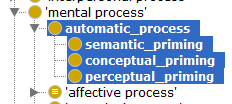 'mental process'
automatic_process
semantic_priming
conceptual_priming
perceptual_priming
'affective process'